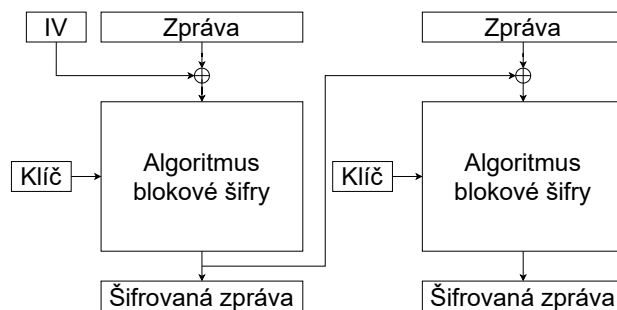 IV
Zpráva
Zpráva
Klíč
Algoritmus
blokové šifry
Klíč
Algoritmus
blokové šifry
Šifrovaná zpráva
Šifrovaná zpráva